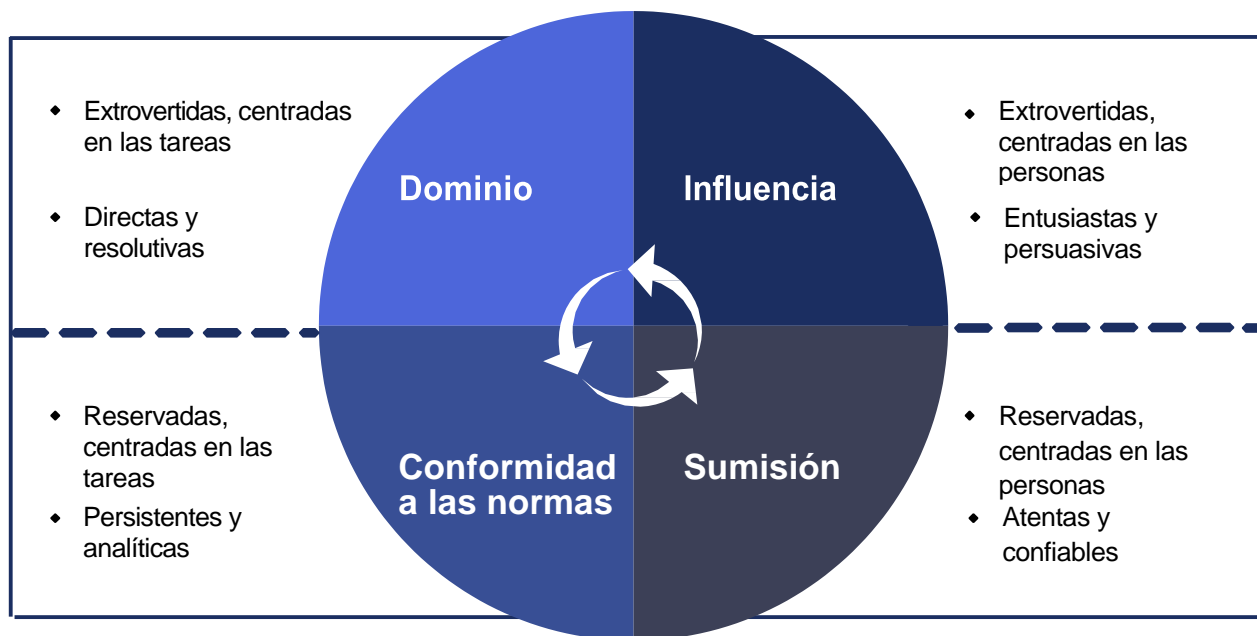 Extrovertidas, centradas
en las tareas
Directas y
resolutivas
Dominio
Influencia
Extrovertidas,
centradas en las
personas
Entusiastas y
persuasivas
Reservadas,
centradas en las
tareas
Persistentes y
analíticas
Conformidad
a las normas
Sumisión
Reservadas,
centradas en las
personas
Atentas y
confiables